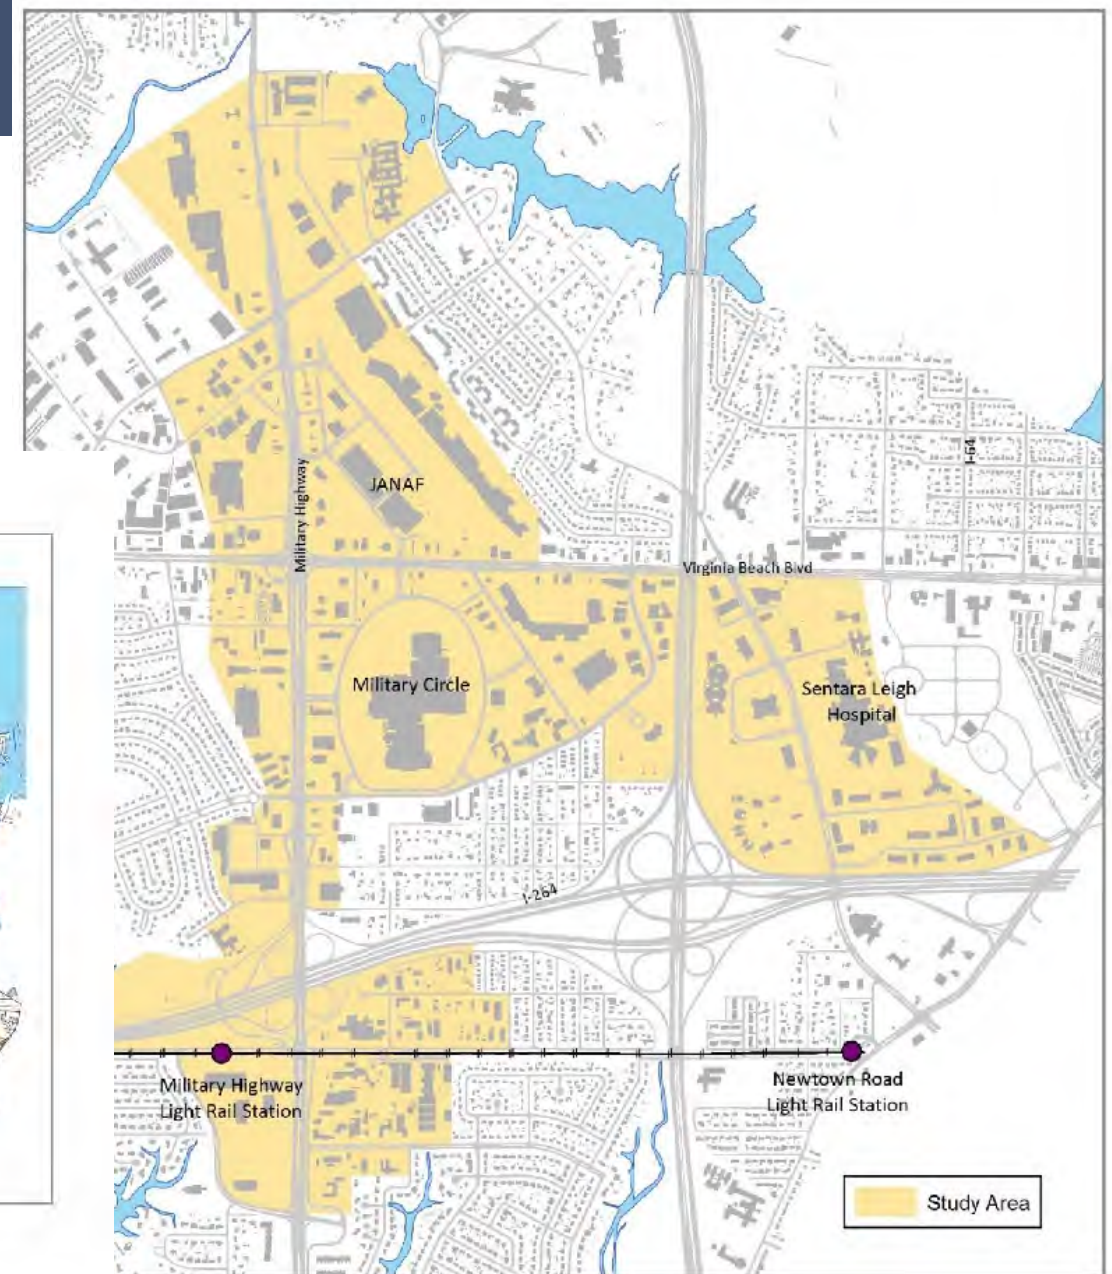 I-64
Military Highway
JANAF
Virginia Beach Blvd
Military Circle
Sentara Leigh
Hospital
I-264
Military Highway
Light Rail Station
Newtown Road
Light Rail Station
Study Area